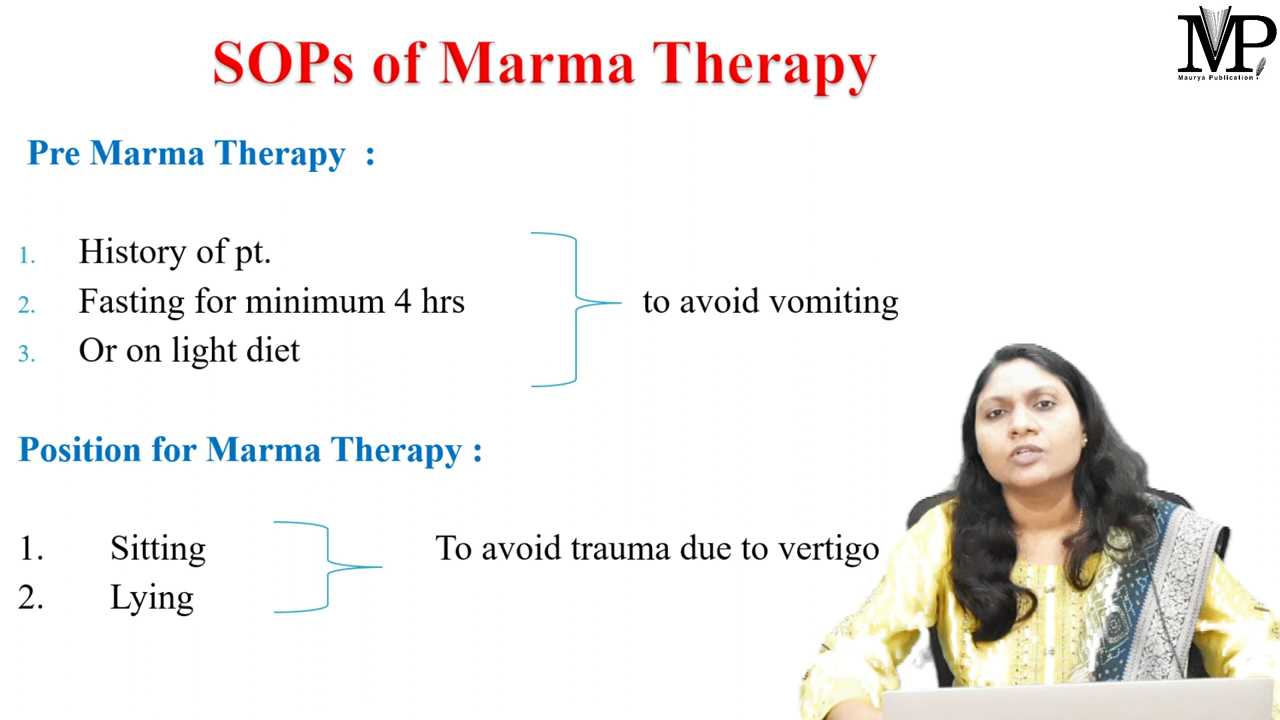 SOPs of Marma Therapy
MP
Maurya Publication
Pre Marma Therapy :
1. History of pt.
2. Fasting for minimum 4 hrs
3. Or on light diet
to avoid vomiting
Position for Marma Therapy :
1. Sitting
2. Lying
To avoid trauma due to vertigo